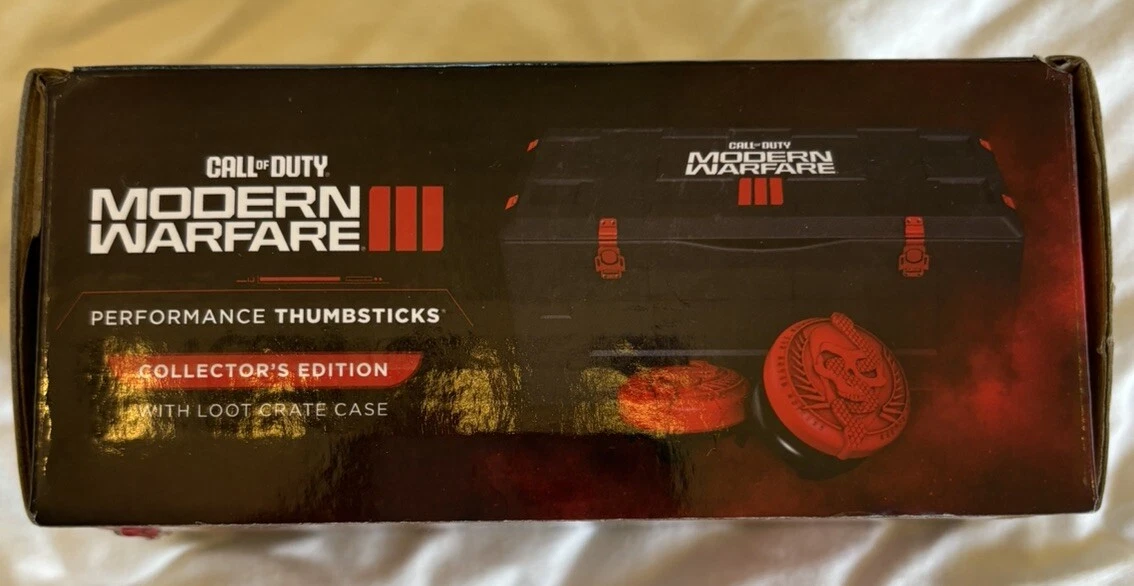 CALL OF DUTY
MODERN
WARFARE III
PERFORMANCE THUMBSTICKS
COLLECTOR'S EDITION
WITH LOOT CRATE CASE
CALL OF DUTY
MODERN
WARFARE
III